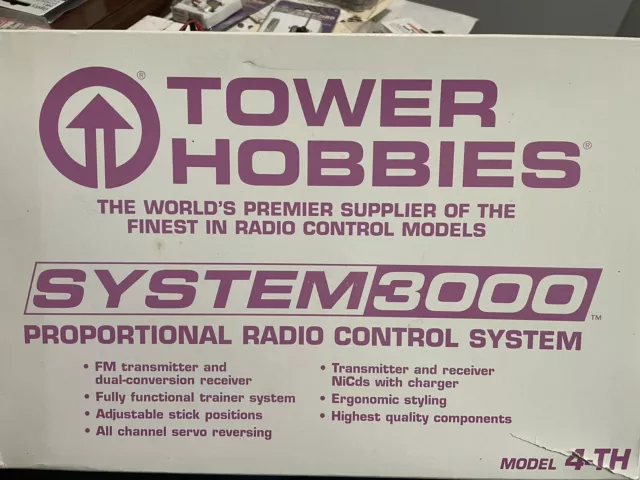 TOWER
HOBBIES®
THE WORLD'S PREMIER SUPPLIER OF THE
FINEST IN RADIO CONTROL MODELS
SYSTEM 3000™
PROPORTIONAL RADIO CONTROL SYSTEM
• FM transmitter and
dual-conversion receiver
• Fully functional trainer system
• Adjustable stick positions
• All channel servo reversing
• Transmitter and receiver
NiCds with charger
• Ergonomic styling
• Highest quality components
MODEL 4-TH